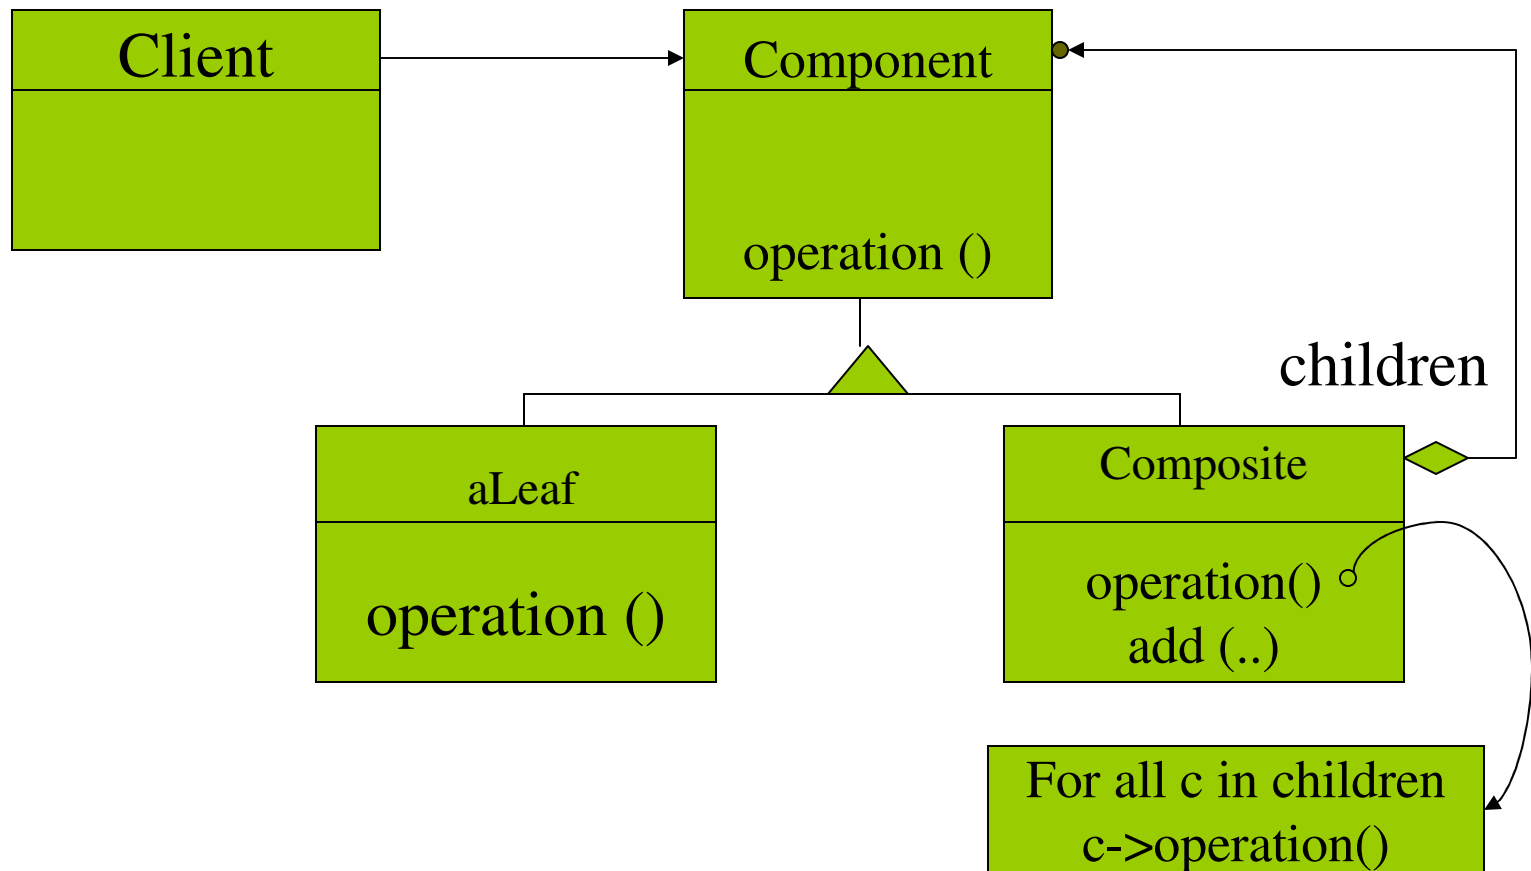 Client
Component
operation ()
children
aLeaf
operation ()
Composite
operation()
add (..)
For all c in children
c->operation()